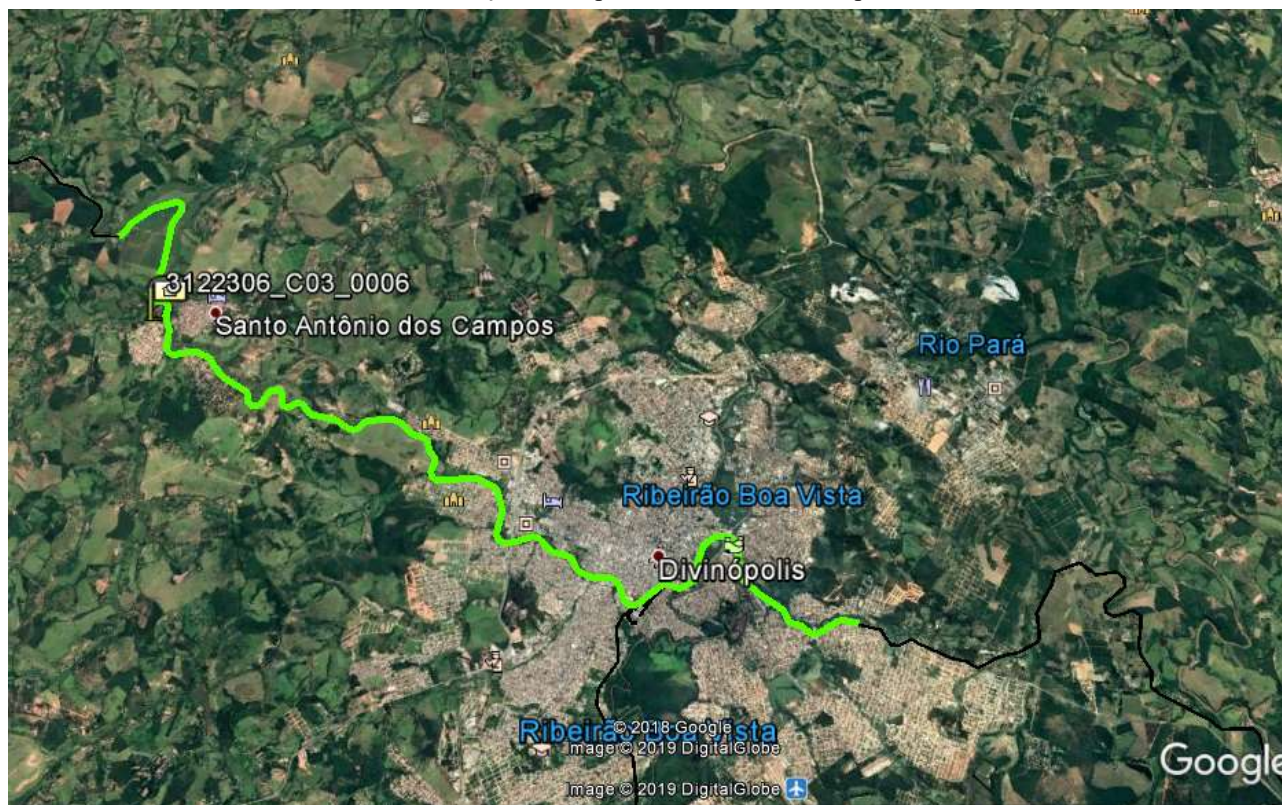 3122306_C03_0006
Santo Antônio dos Campos
Rio Pará
Ribeirão Boa Vista
Divinópolis
Ribeirão Boa Vista
© 2018 Google
Image © 2019 DigitalGlobe
Image © 2019 DigitalGlobe
Google